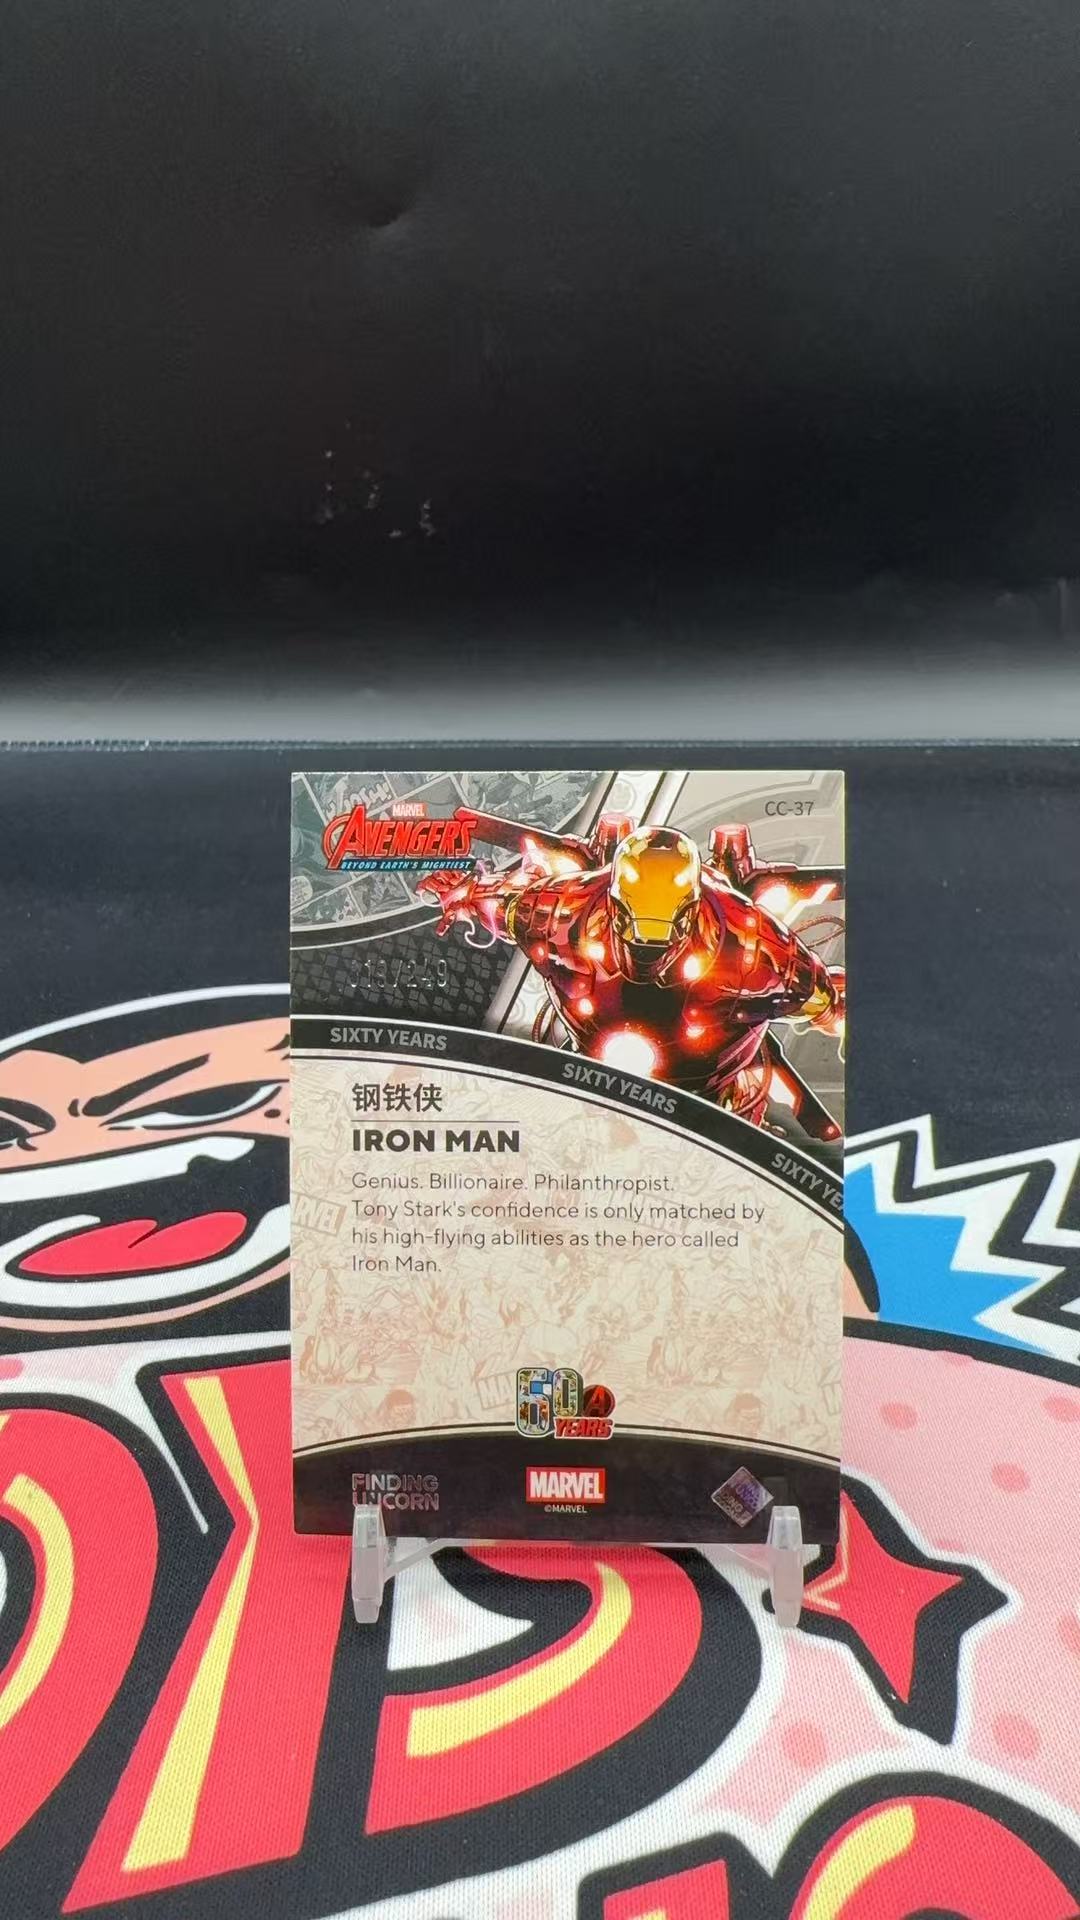 CC-37
MARVEL
AVENGERS
BEYOND EARTH'S MIGHTIEST
/249
SIXTY YEARS
SIXTY YEARS
SIXTY YE
钢铁侠
IRON MAN
Genius. Billionaire. Philanthropist.
Tony Stark's confidence is only matched by
his high-flying abilities as the hero called
Iron Man.
60
A
YEARS
FINDING
UNICORN
MARVEL
©MARVEL